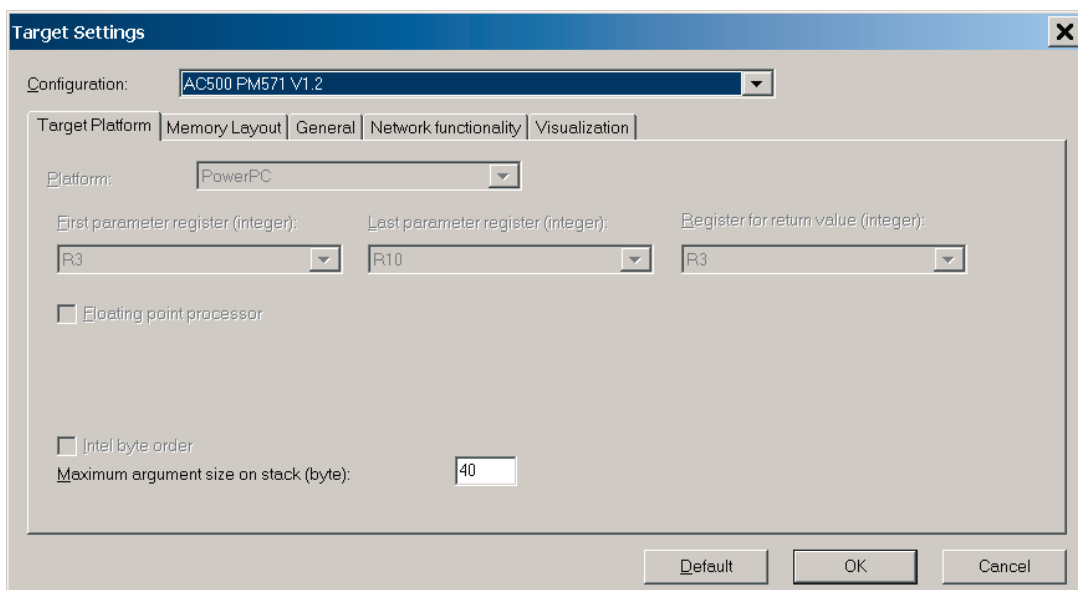 Target Settings
Configuration: AC500 PM571 V1.2
Target Platform Memory Layout General Network functionality Visualization
Platform: PowerPC
First parameter register (integer): Last parameter register (integer): Register for return value (integer):
R3 R10 R3
Floating point processor
Intel byte order
Maximum argument size on stack (byte): 40
Default OK Cancel